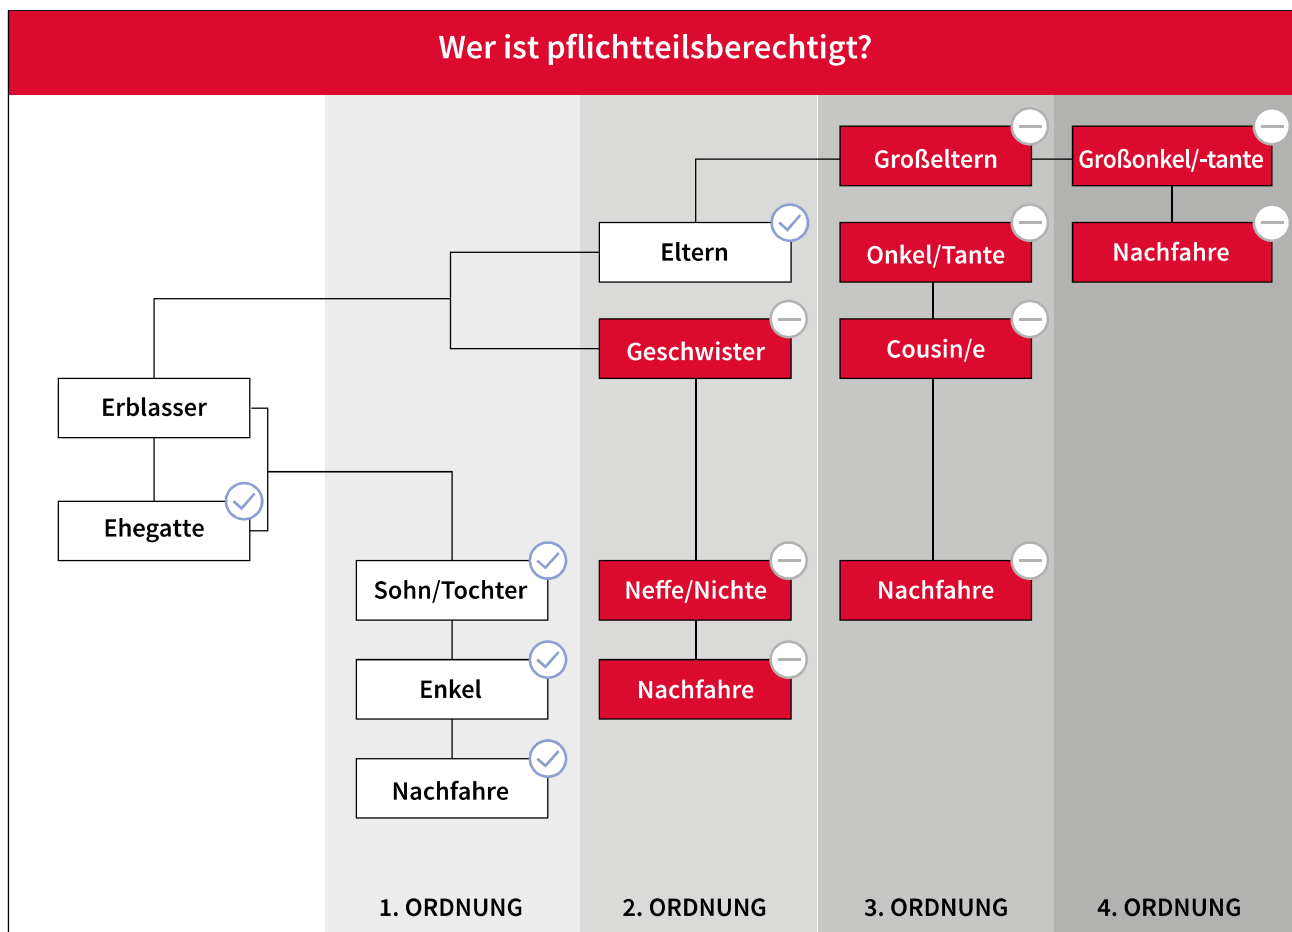 Wer ist pflichtteilsberechtigt?
Großeltern
Großonkel/-tante
Eltern
Onkel/Tante
Nachfahre
Geschwister
Cousin/e
Erblasser
Ehegatte
Sohn/Tochter
Neffe/Nichte
Nachfahre
Enkel
Nachfahre
Nachfahre
1. ORDNUNG
2. ORDNUNG
3. ORDNUNG
4. ORDNUNG